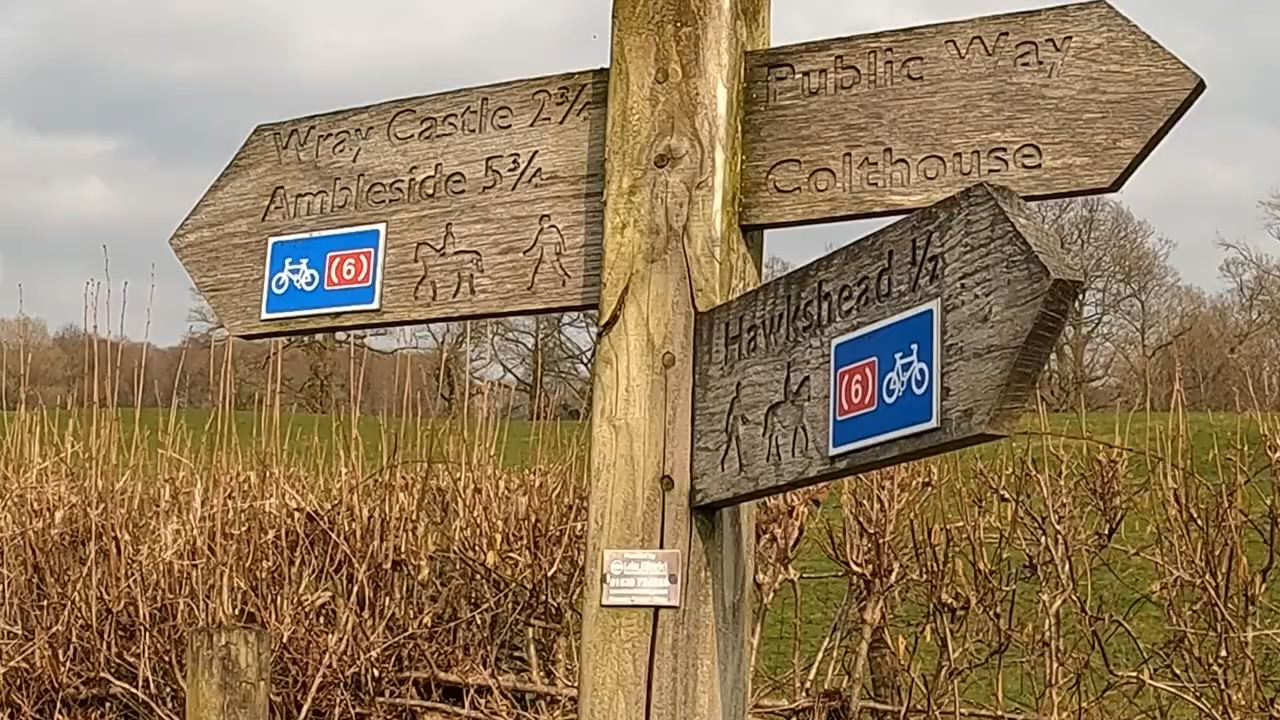 Wray Castle 2¾
Ambleside 5¾
(6)
Public Way
Colthouse
Hawkshead ½
(6)